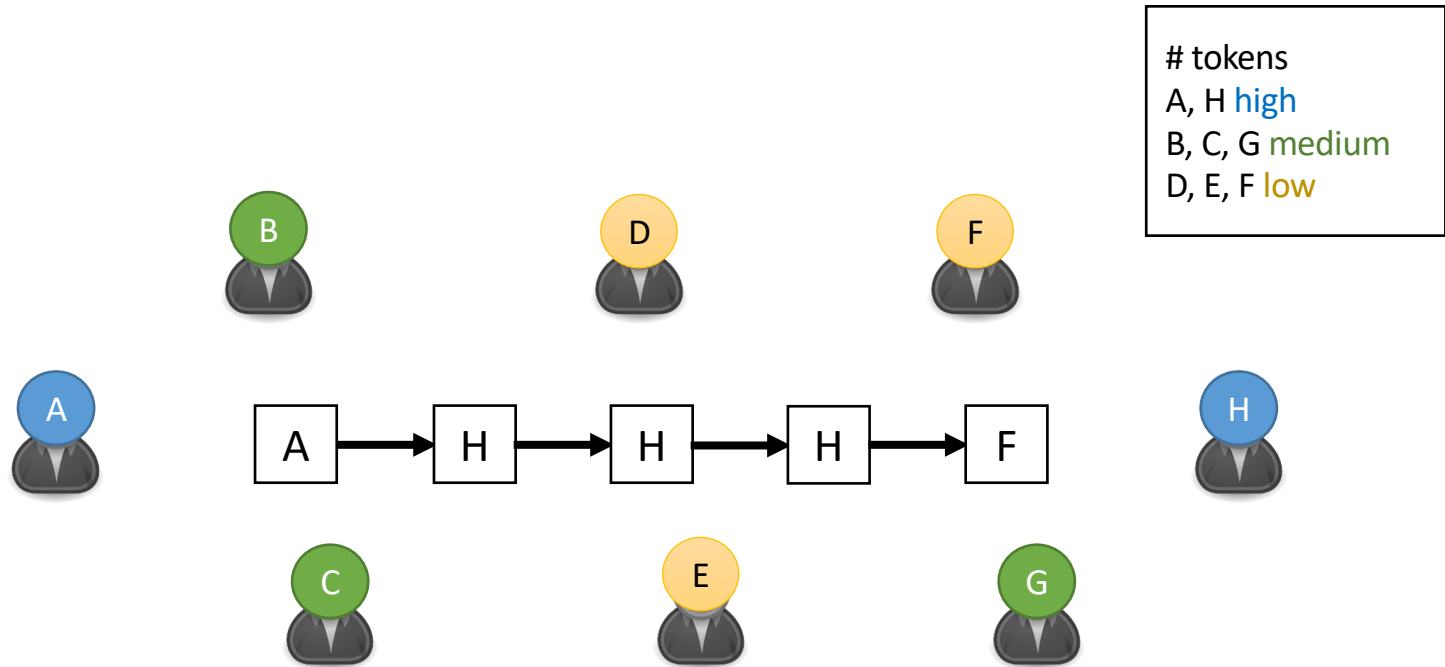 # tokens
A, H high
B, C, G medium
D, E, F low
B
D
F
A
H
A
H
H
H
F
C
E
G